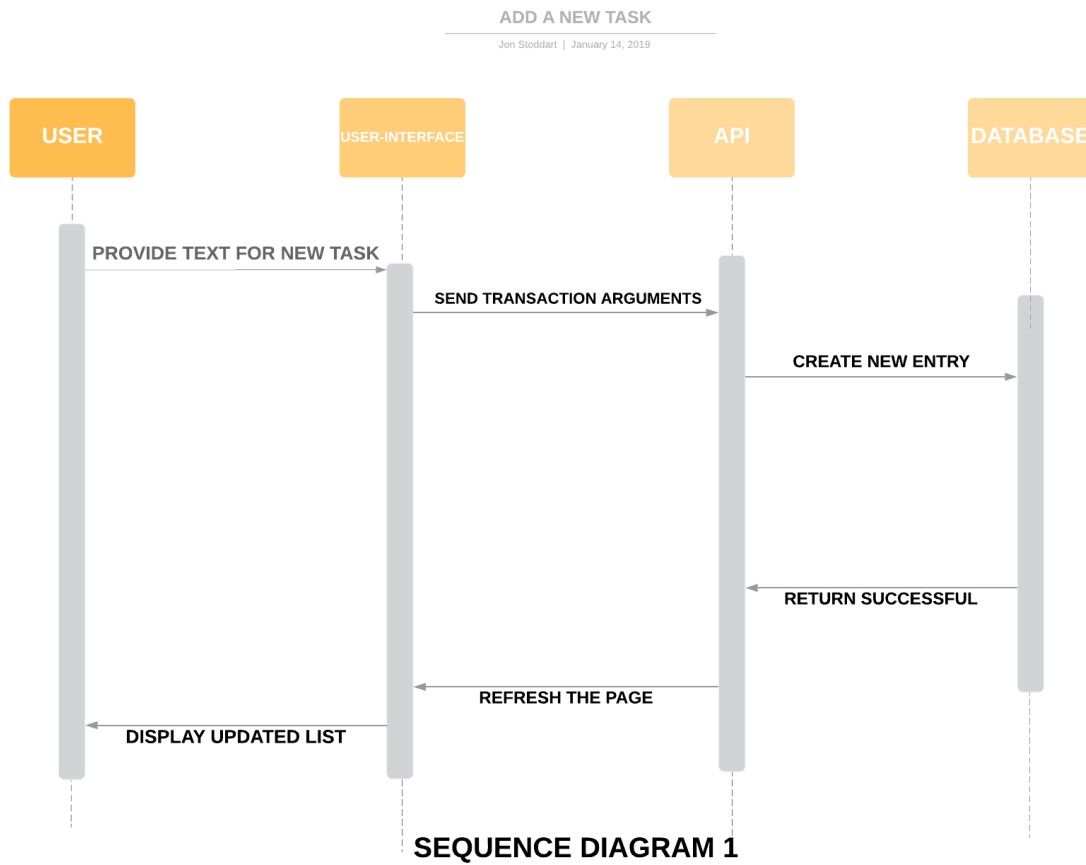 ADD A NEW TASK
Jon Stoddart | January 14, 2019
USER
USER-INTERFACE
API
DATABASE
PROVIDE TEXT FOR NEW TASK
SEND TRANSACTION ARGUMENTS
CREATE NEW ENTRY
RETURN SUCCESSFUL
REFRESH THE PAGE
DISPLAY UPDATED LIST
SEQUENCE DIAGRAM 1